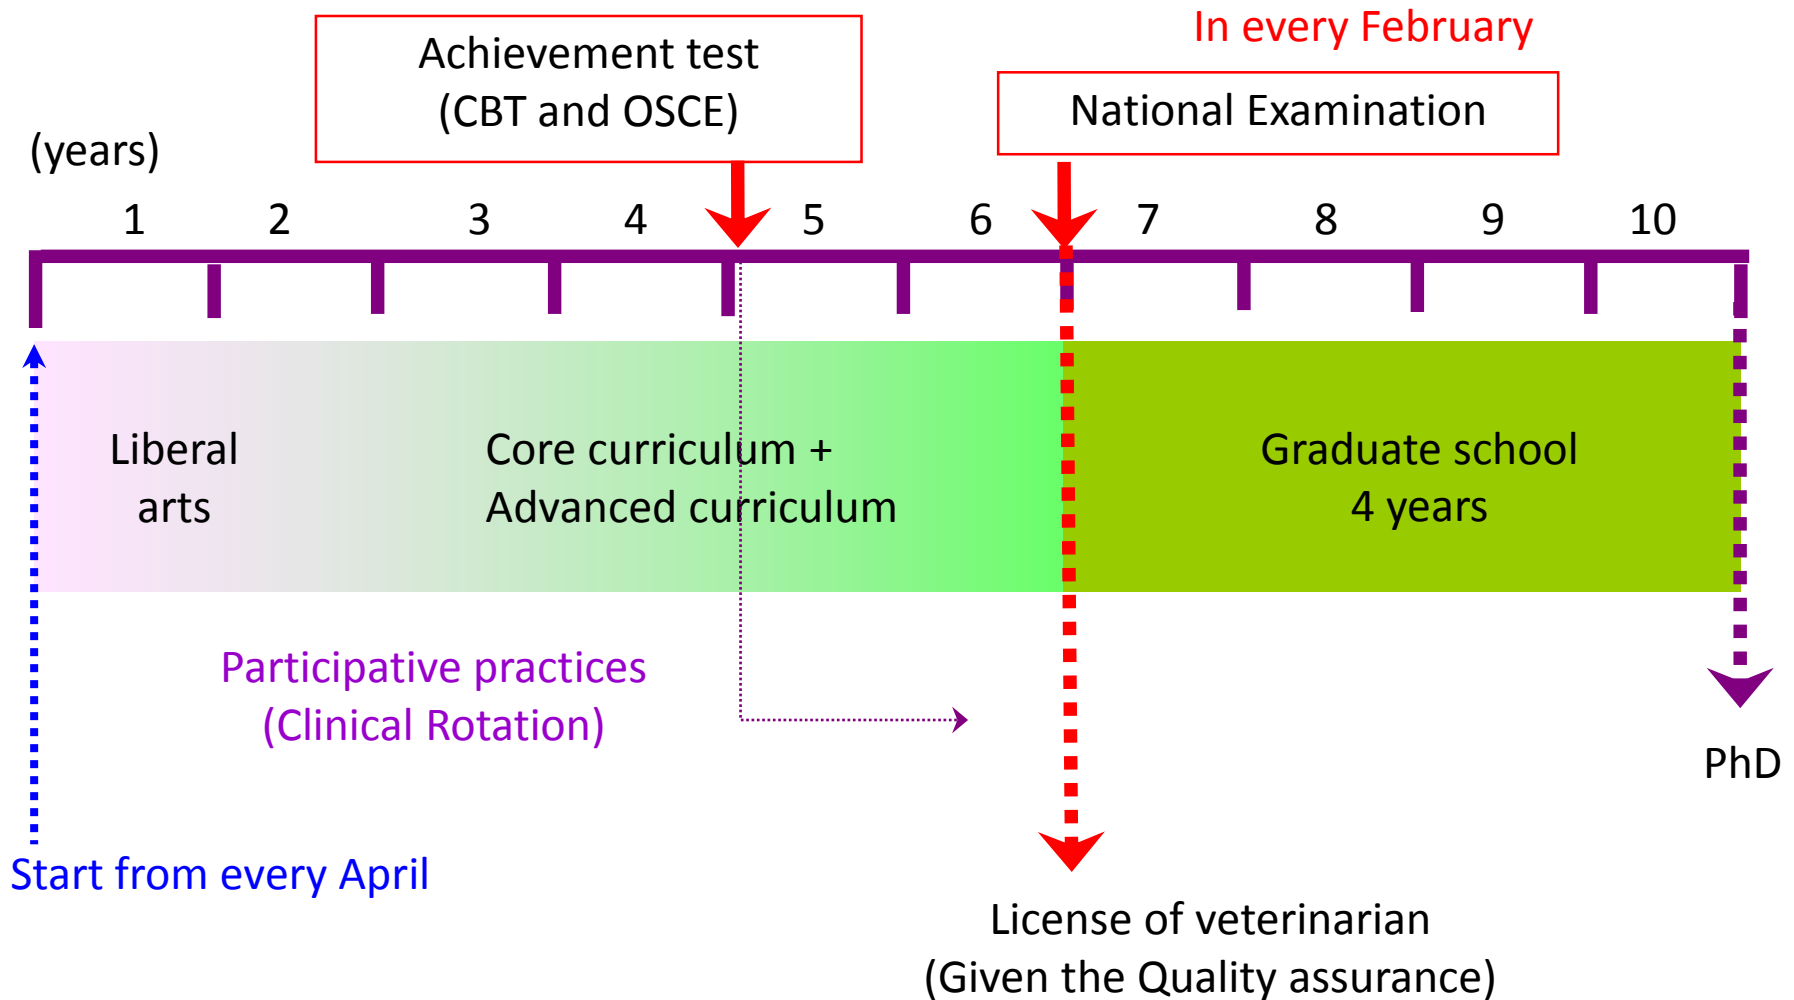 In every February
Achievement test
(CBT and OSCE)
National Examination
(years)
1 2 3 4 5 6 7 8 9 10
Liberal
arts
Core curriculum +
Advanced curriculum
Graduate school
4 years
Participative practices
(Clinical Rotation)
PhD
Start from every April
License of veterinarian
(Given the Quality assurance)